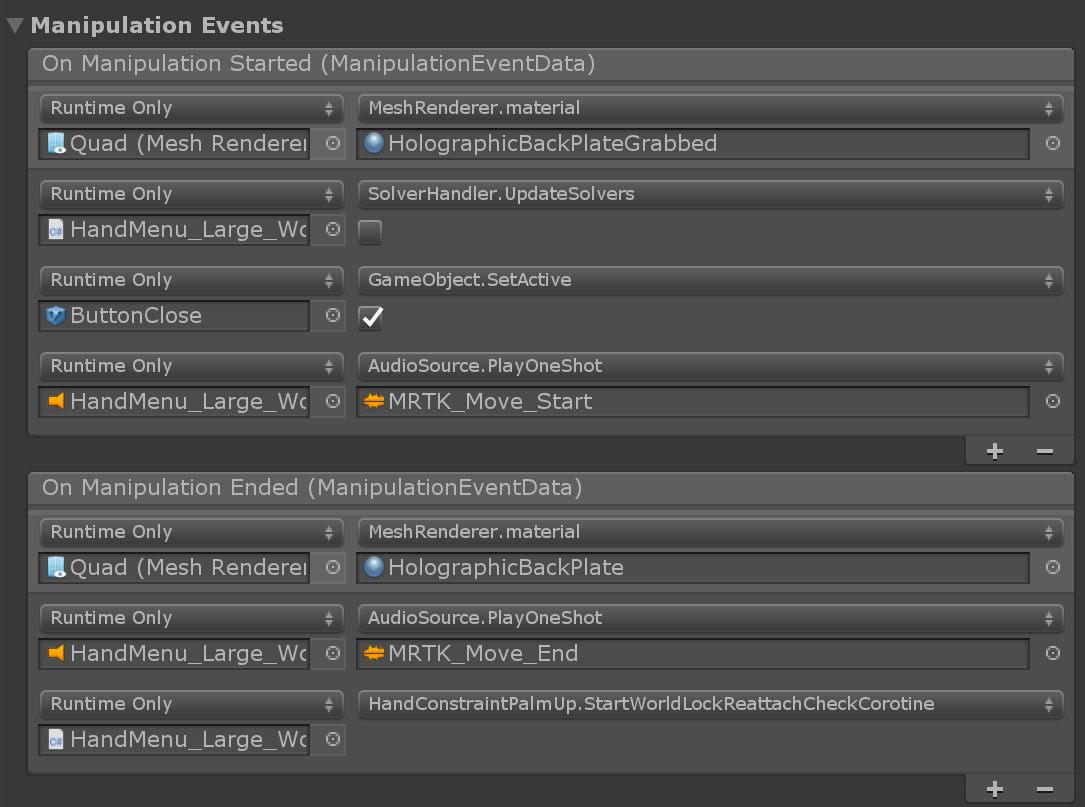 Manipulation Events
On Manipulation Started (ManipulationEventData)
Runtime Only MeshRenderer.material
Quad (Mesh Renderer HolographicBackPlateGrabbed
Runtime Only SolverHandler.UpdateSolvers
HandMenu_Large_Wo
Runtime Only GameObject.SetActive
ButtonClose
Runtime Only AudioSource.PlayOneShot
HandMenu_Large_Wo MRTK_Move_Start
On Manipulation Ended (ManipulationEventData)
Runtime Only MeshRenderer.material
Quad (Mesh Renderer HolographicBackPlate
Runtime Only AudioSource.PlayOneShot
HandMenu_Large_Wo MRTK_Move_End
Runtime Only HandConstraintPalmUp.StartWorldLockReattachCheckCorotine
HandMenu_Large_Wo